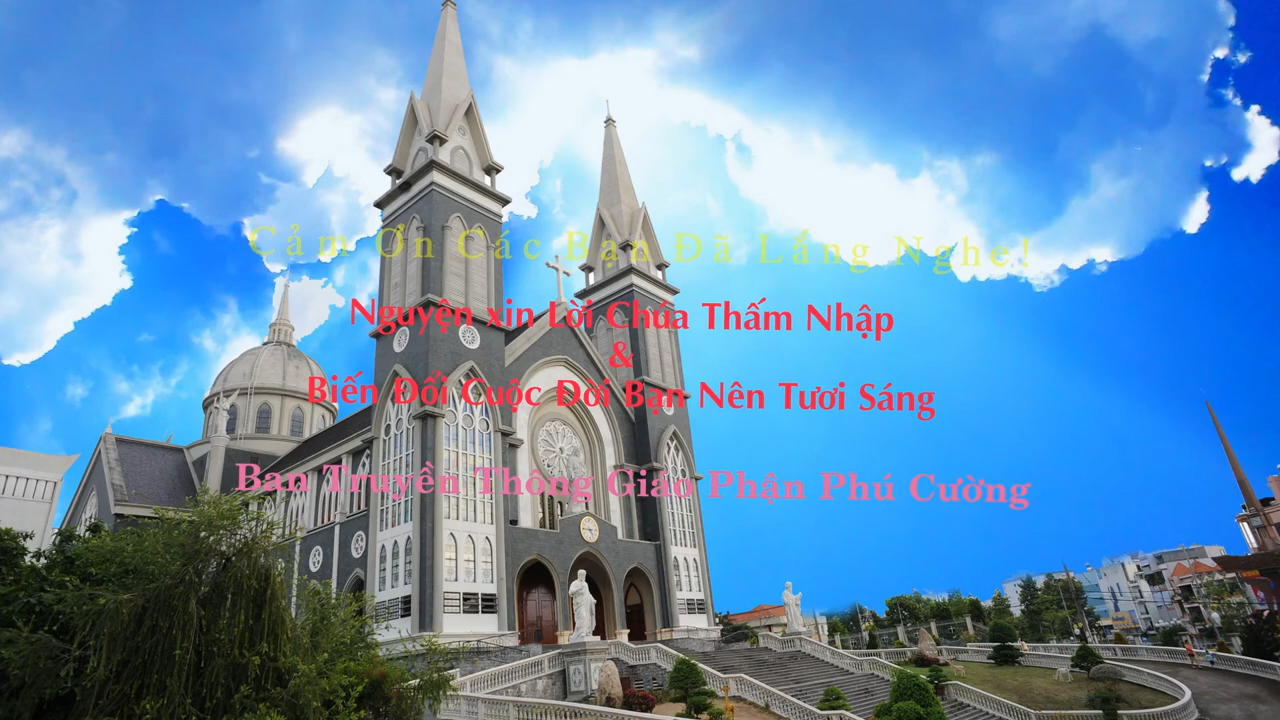 Cảm Ơn Các Bạn Đã Lắng Nghe!
Nguyện xin Lời Chúa Thấm Nhập
&
Biến Đổi Cuộc Đời Bạn Nên Tươi Sáng
Ban Truyền Thông Giáo Phận Phú Cường